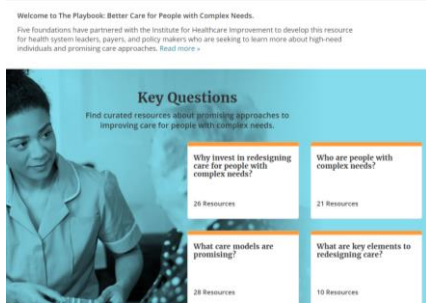 Welcome to The Playbook: Better Care for People with Complex Needs.
Five foundations have partnered with the Institute for Healthcare Improvement to develop this resource
for health system leaders, payers, and policy makers who are seeking to learn more about high-need
individuals and promising care approaches. Read more »
Key Questions
Find curated resources about promising approaches to
improving care for people with complex needs.
Why invest in redesigning
care for people with
complex needs?
26 Resources
Who are people with
complex needs?
21 Resources
What care models are
promising?
28 Resources
What are key elements to
redesigning care?
10 Resources